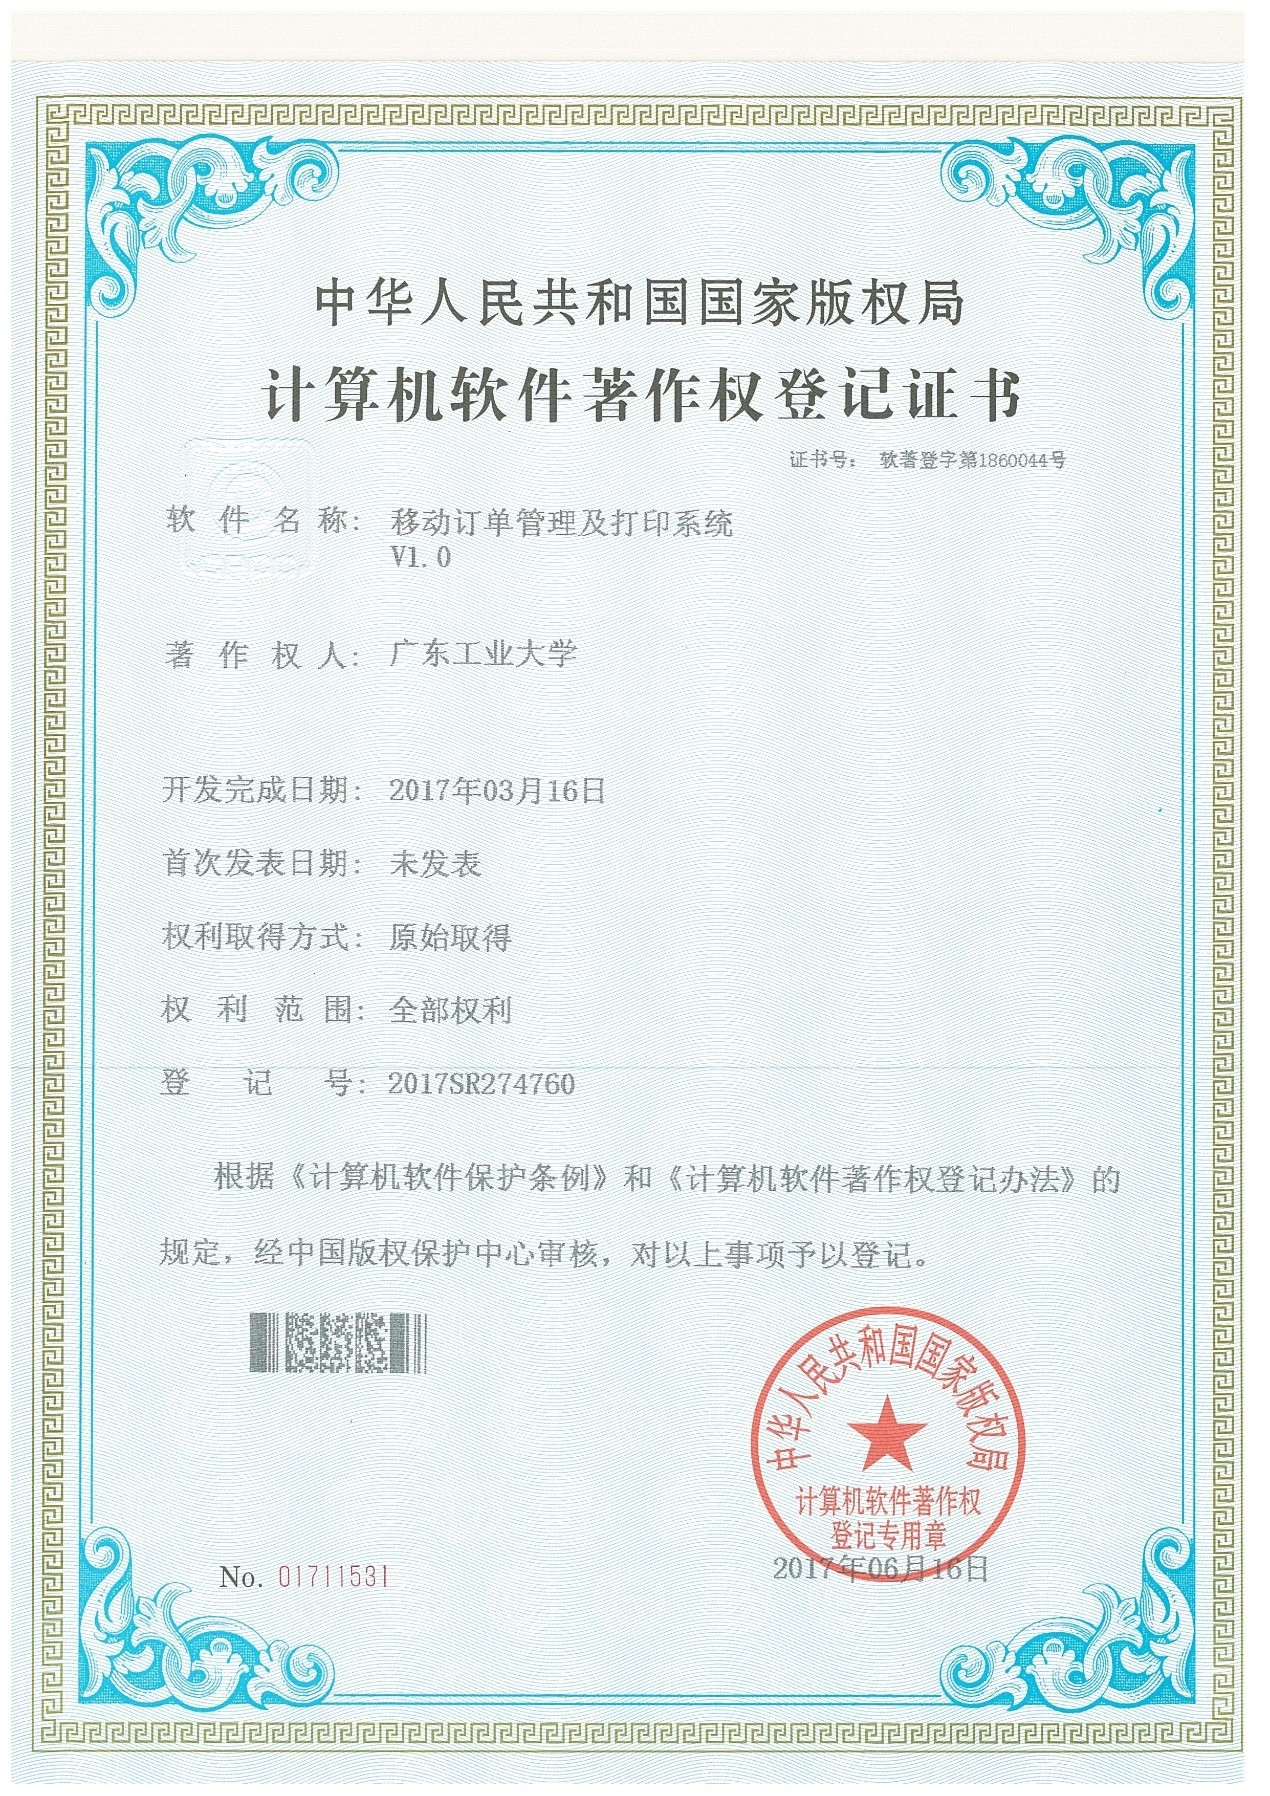 中华人民共和国国家版权局
计算机软件著作权登记证书
证书号： 软著登字第1860044号
软件名称： 移动订单管理及打印系统
V1.0
著作权人： 广东工业大学
开发完成日期： 2017年03月16日
首次发表日期： 未发表
权利取得方式： 原始取得
权利范围： 全部权利
登记号： 2017SR274760
根据《计算机软件保护条例》和《计算机软件著作权登记办法》的
规定，经中国版权保护中心审核，对以上事项予以登记。
中华人民共和国国家版权局
计算机软件著作权
登记专用章
2017年06月16日
No. 01711531